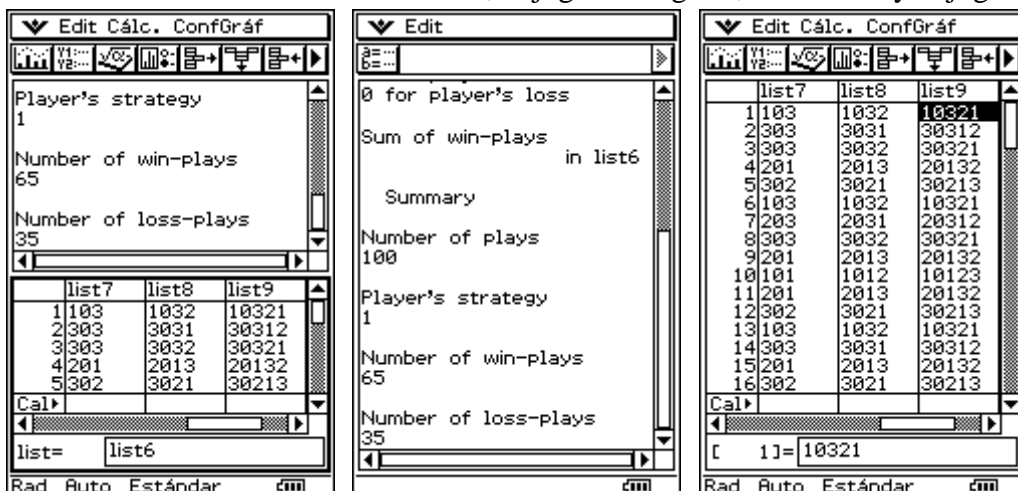 Edit Cálc. ConfGráf
Player's strategy
1
Number of win-plays
65
Number of loss-plays
35
list7 list8 list9
1 103 1032 10321
2 303 3031 30312
3 303 3032 30321
4 201 2013 20132
5 302 3021 30213
Cal
list= list6
Rad Auto Estándar
Edit
0 for player's loss
Sum of win-plays
in list6
Summary
Number of plays
100
Player's strategy
1
Number of win-plays
65
Number of loss-plays
35
Edit Cálc. ConfGráf
list7 list8 list9
1 103 1032 10321
2 303 3031 30312
3 303 3032 30321
4 201 2013 20132
5 302 3021 30213
6 103 1032 10321
7 203 2031 20312
8 303 3032 30321
9 201 2013 20132
10 101 1012 10123
11 201 2013 20132
12 302 3021 30213
13 103 1032 10321
14 303 3031 30312
15 201 2013 20132
16 302 3021 30213
Cal
[ 1]= 10321
Rad Auto Estándar